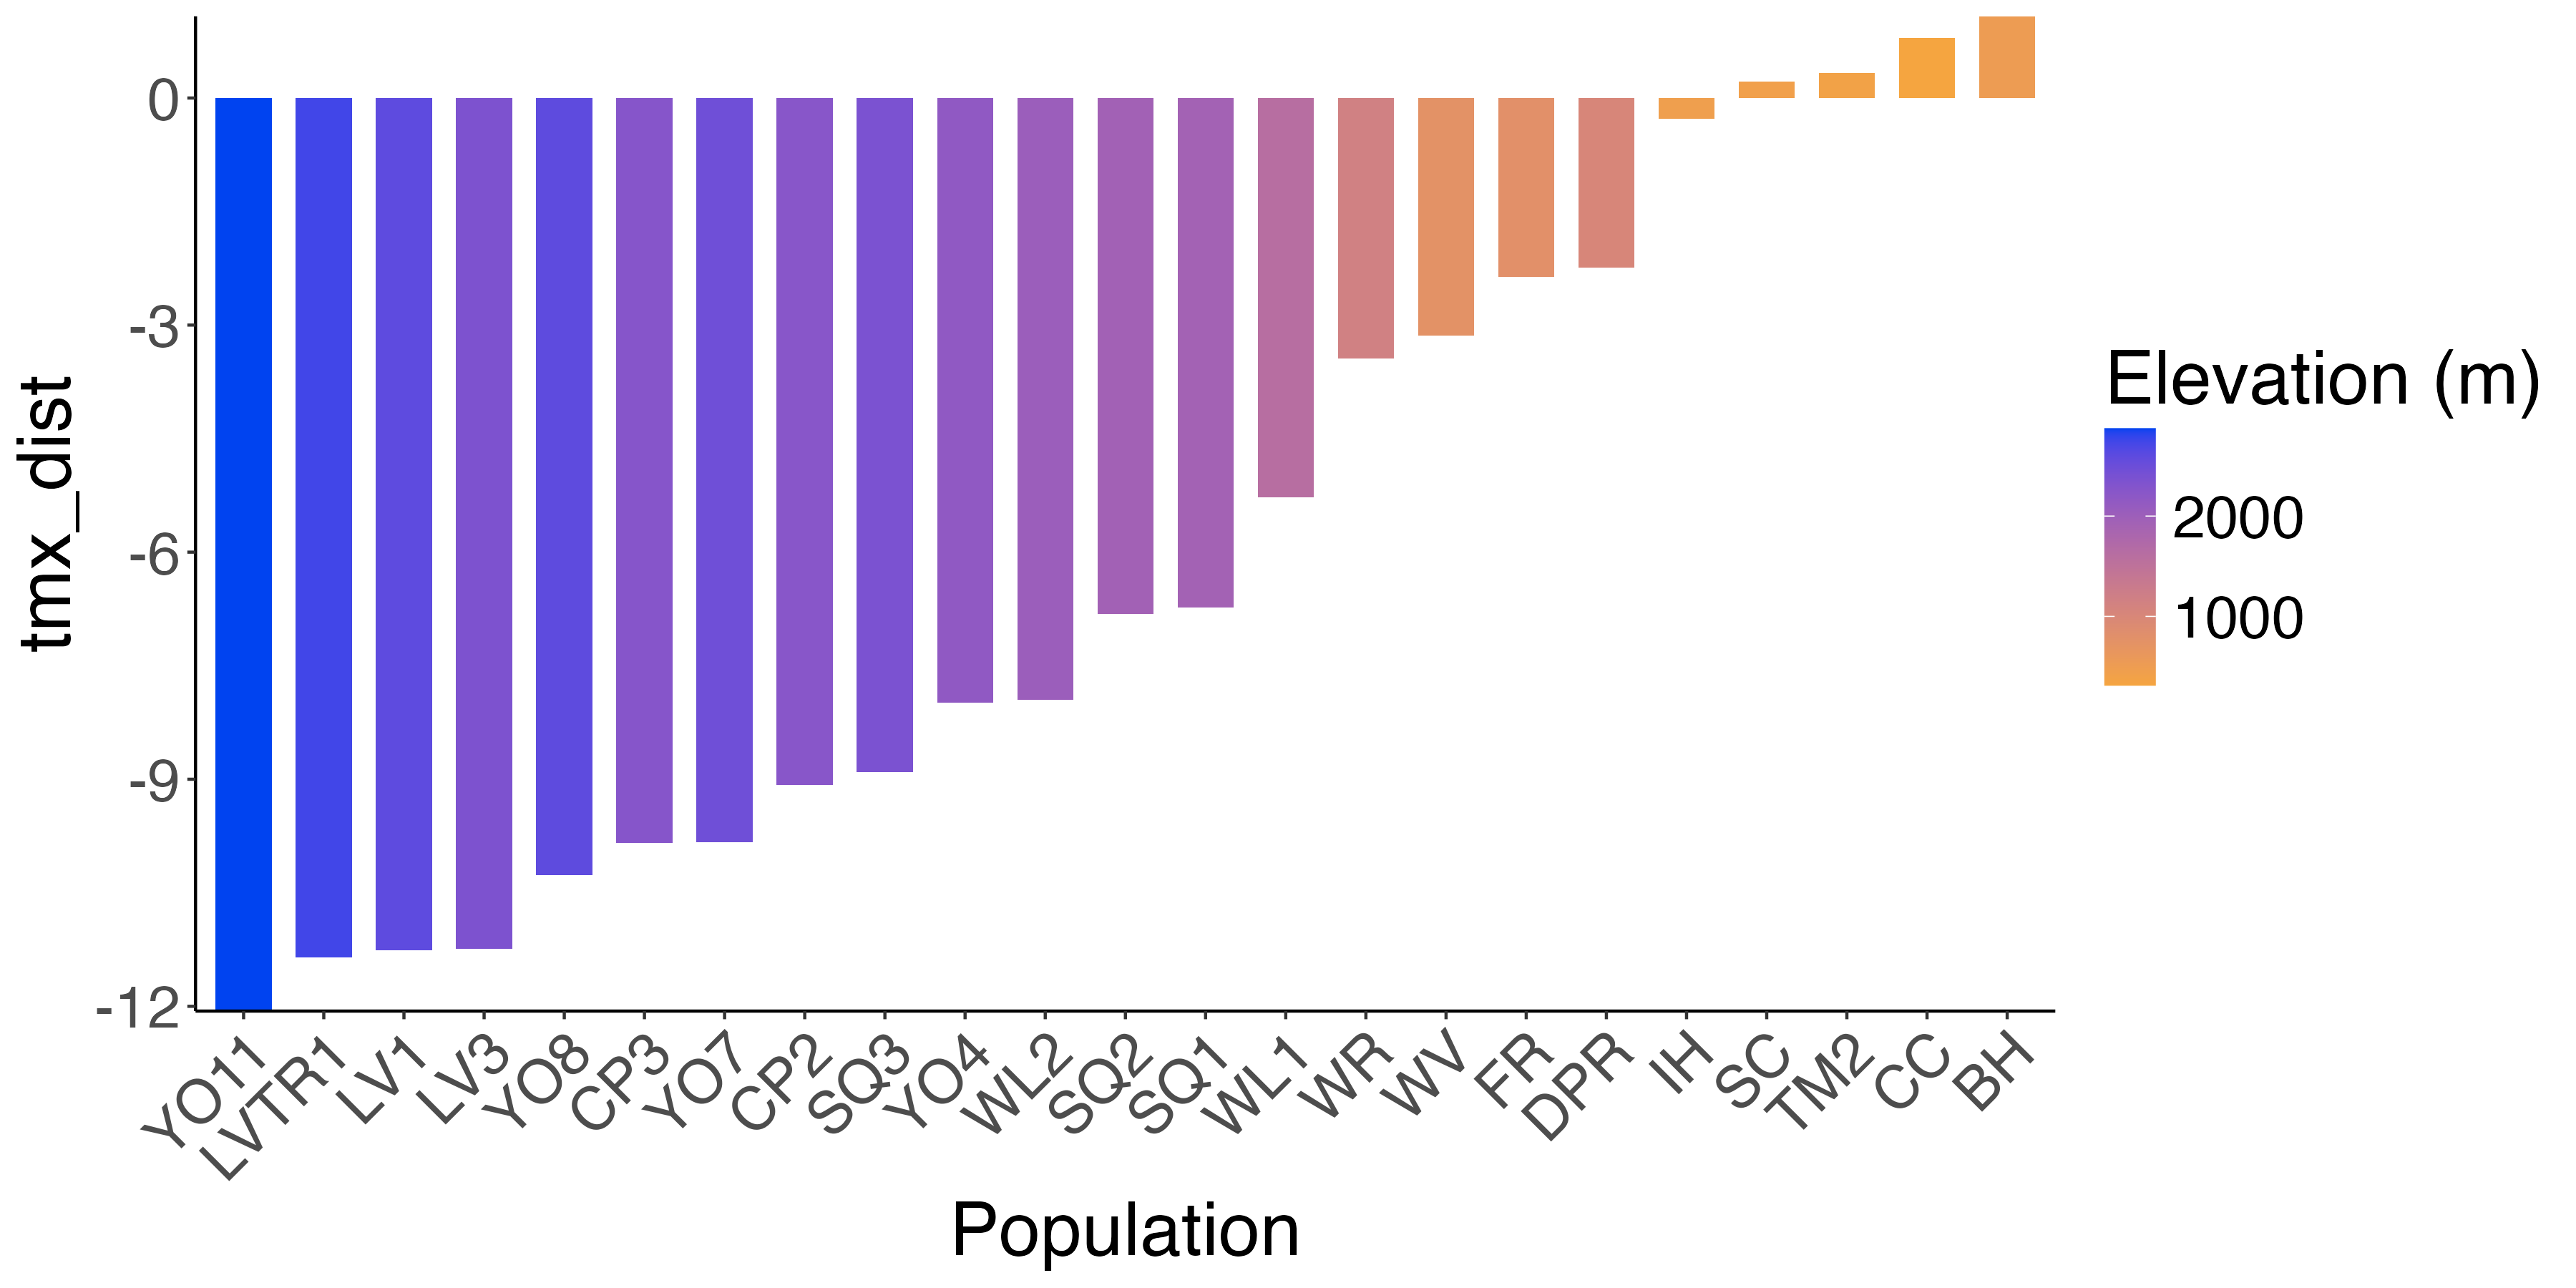 tmx_dist
0
-3
-6
-9
-12
YO11
LVTR1
LV1
LV3
YO8
CP3
YO7
CP2
SQ3
YO4
WL2
SQ2
SQ1
WL1
WR
WV
FR
DPR
IH
SC
TM2
CC
BH
Population
Elevation (m)
2000
1000